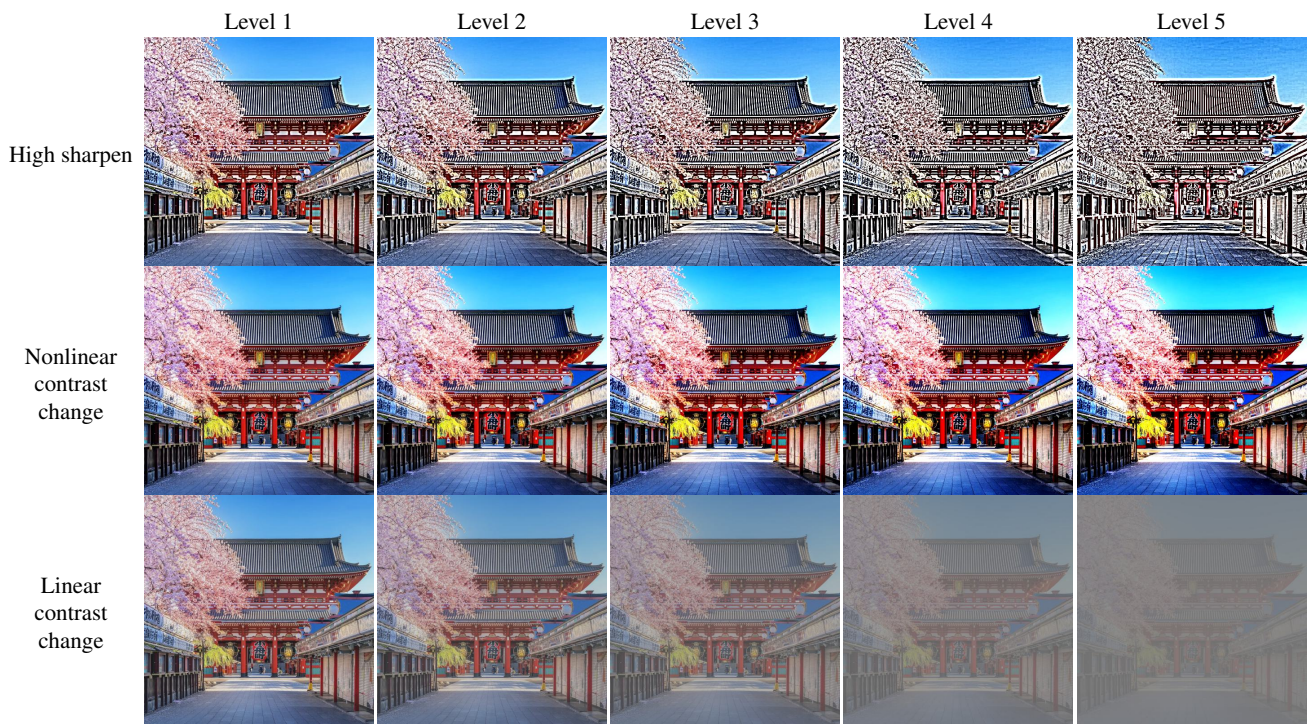 Level 1 Level 2 Level 3 Level 4 Level 5
High sharpen
Nonlinear
contrast
change
Linear
contrast
change